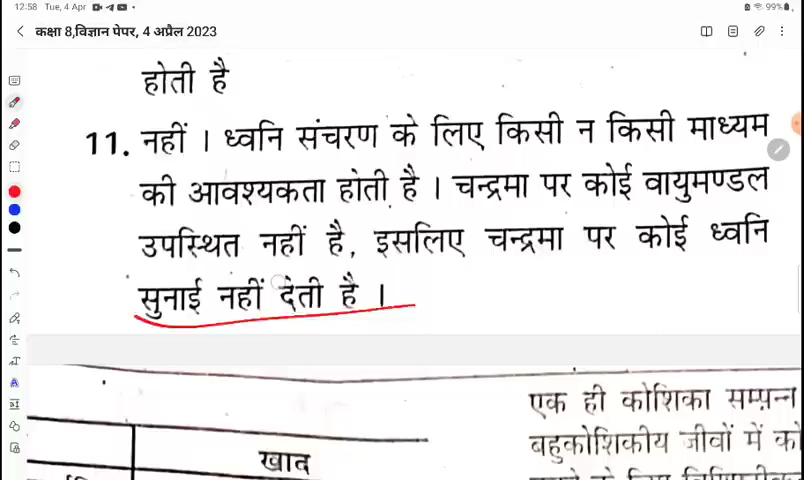 12:58 Tue, 4 Apr
99%
कक्षा 8,विज्ञान पेपर, 4 अप्रैल 2023
होती है
11. नहीं । ध्वनि संचरण के लिए किसी न किसी माध्यम
की आवश्यकता होती है । चन्द्रमा पर कोई वायुमण्डल
उपस्थित नहीं है, इसलिए चन्द्रमा पर कोई ध्वनि
सुनाई नहीं देती है ।
एक ही कोशिका सम्पन्न
बहुकोशिकीय जीवों में
खाद